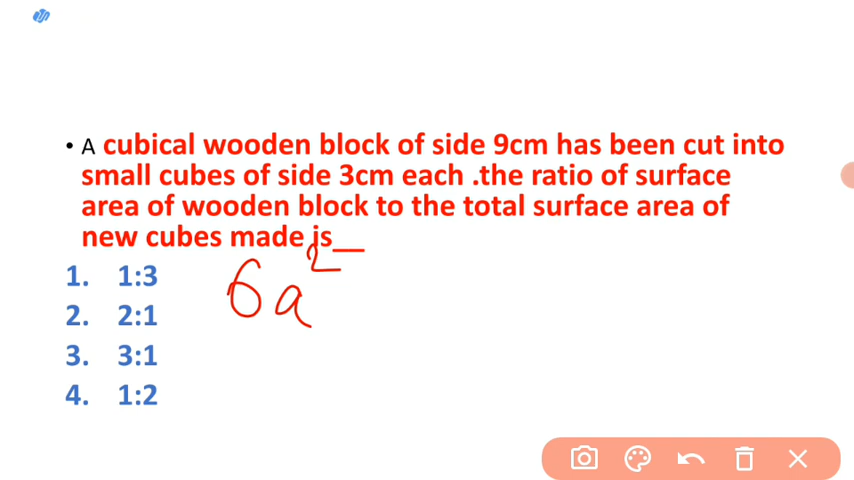 • A cubical wooden block of side 9cm has been cut into
small cubes of side 3cm each .the ratio of surface
area of wooden block to the total surface area of
new cubes made is__
1. 1:3
2. 2:1
3. 3:1
4. 1:2
6a²